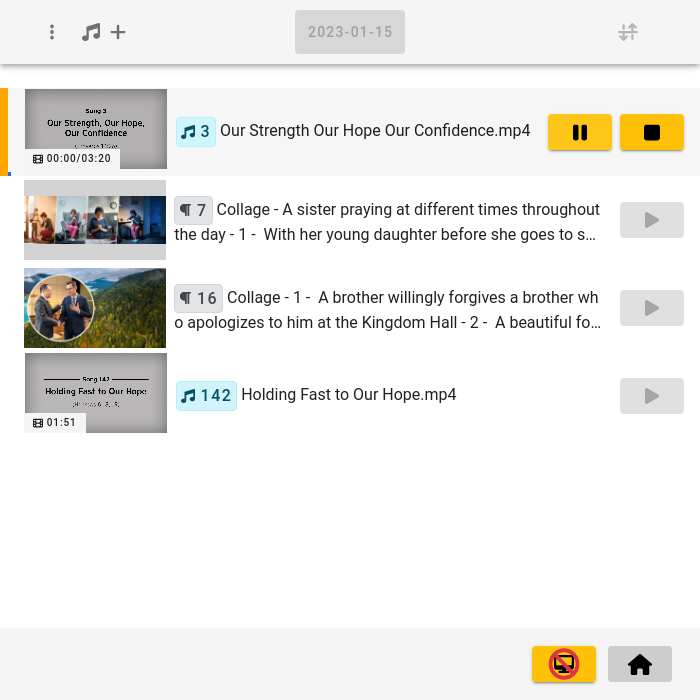 2023-01-15
Song 3
Our Strength, Our Hope,
Our Confidence
00:00/03:20
3 Our Strength Our Hope Our Confidence.mp4
¶ 7 Collage - A sister praying at different times throughout
the day - 1 - With her young daughter before she goes to s…
¶ 16 Collage - 1 - A brother willingly forgives a brother wh
o apologizes to him at the Kingdom Hall - 2 - A beautiful fo…
Song 142
Holding Fast to Our Hope
01:51
142 Holding Fast to Our Hope.mp4